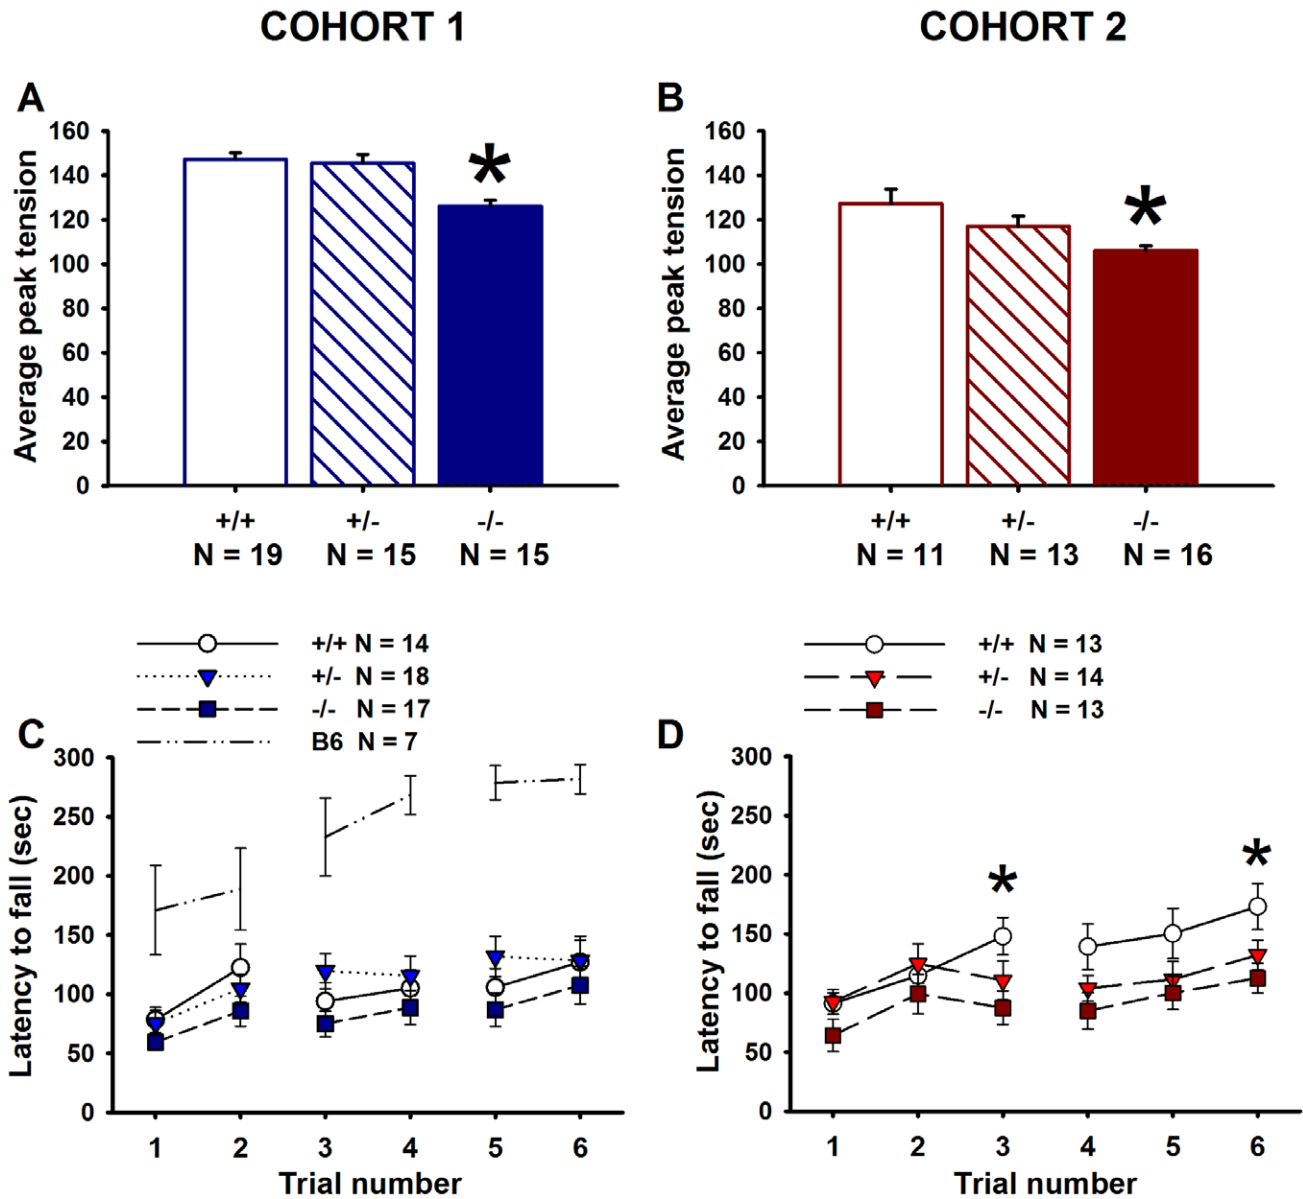 COHORT 1
COHORT 2
A
160
140
120
100
80
60
40
20
0
Average peak tension
*
+/+
+/-
-/-
N = 19
N = 15
N = 15
B
160
140
120
100
80
60
40
20
0
Average peak tension
*
+/+
+/-
-/-
N = 11
N = 13
N = 16
+/+ N = 14
+/- N = 18
-/- N = 17
B6 N = 7
C
300
250
200
150
100
50
0
Latency to fall (sec)
1
2
3
4
5
6
Trial number
+/+ N = 13
+/- N = 14
-/- N = 13
D
300
250
200
150
100
50
0
Latency to fall (sec)
*
*
1
2
3
4
5
6
Trial number